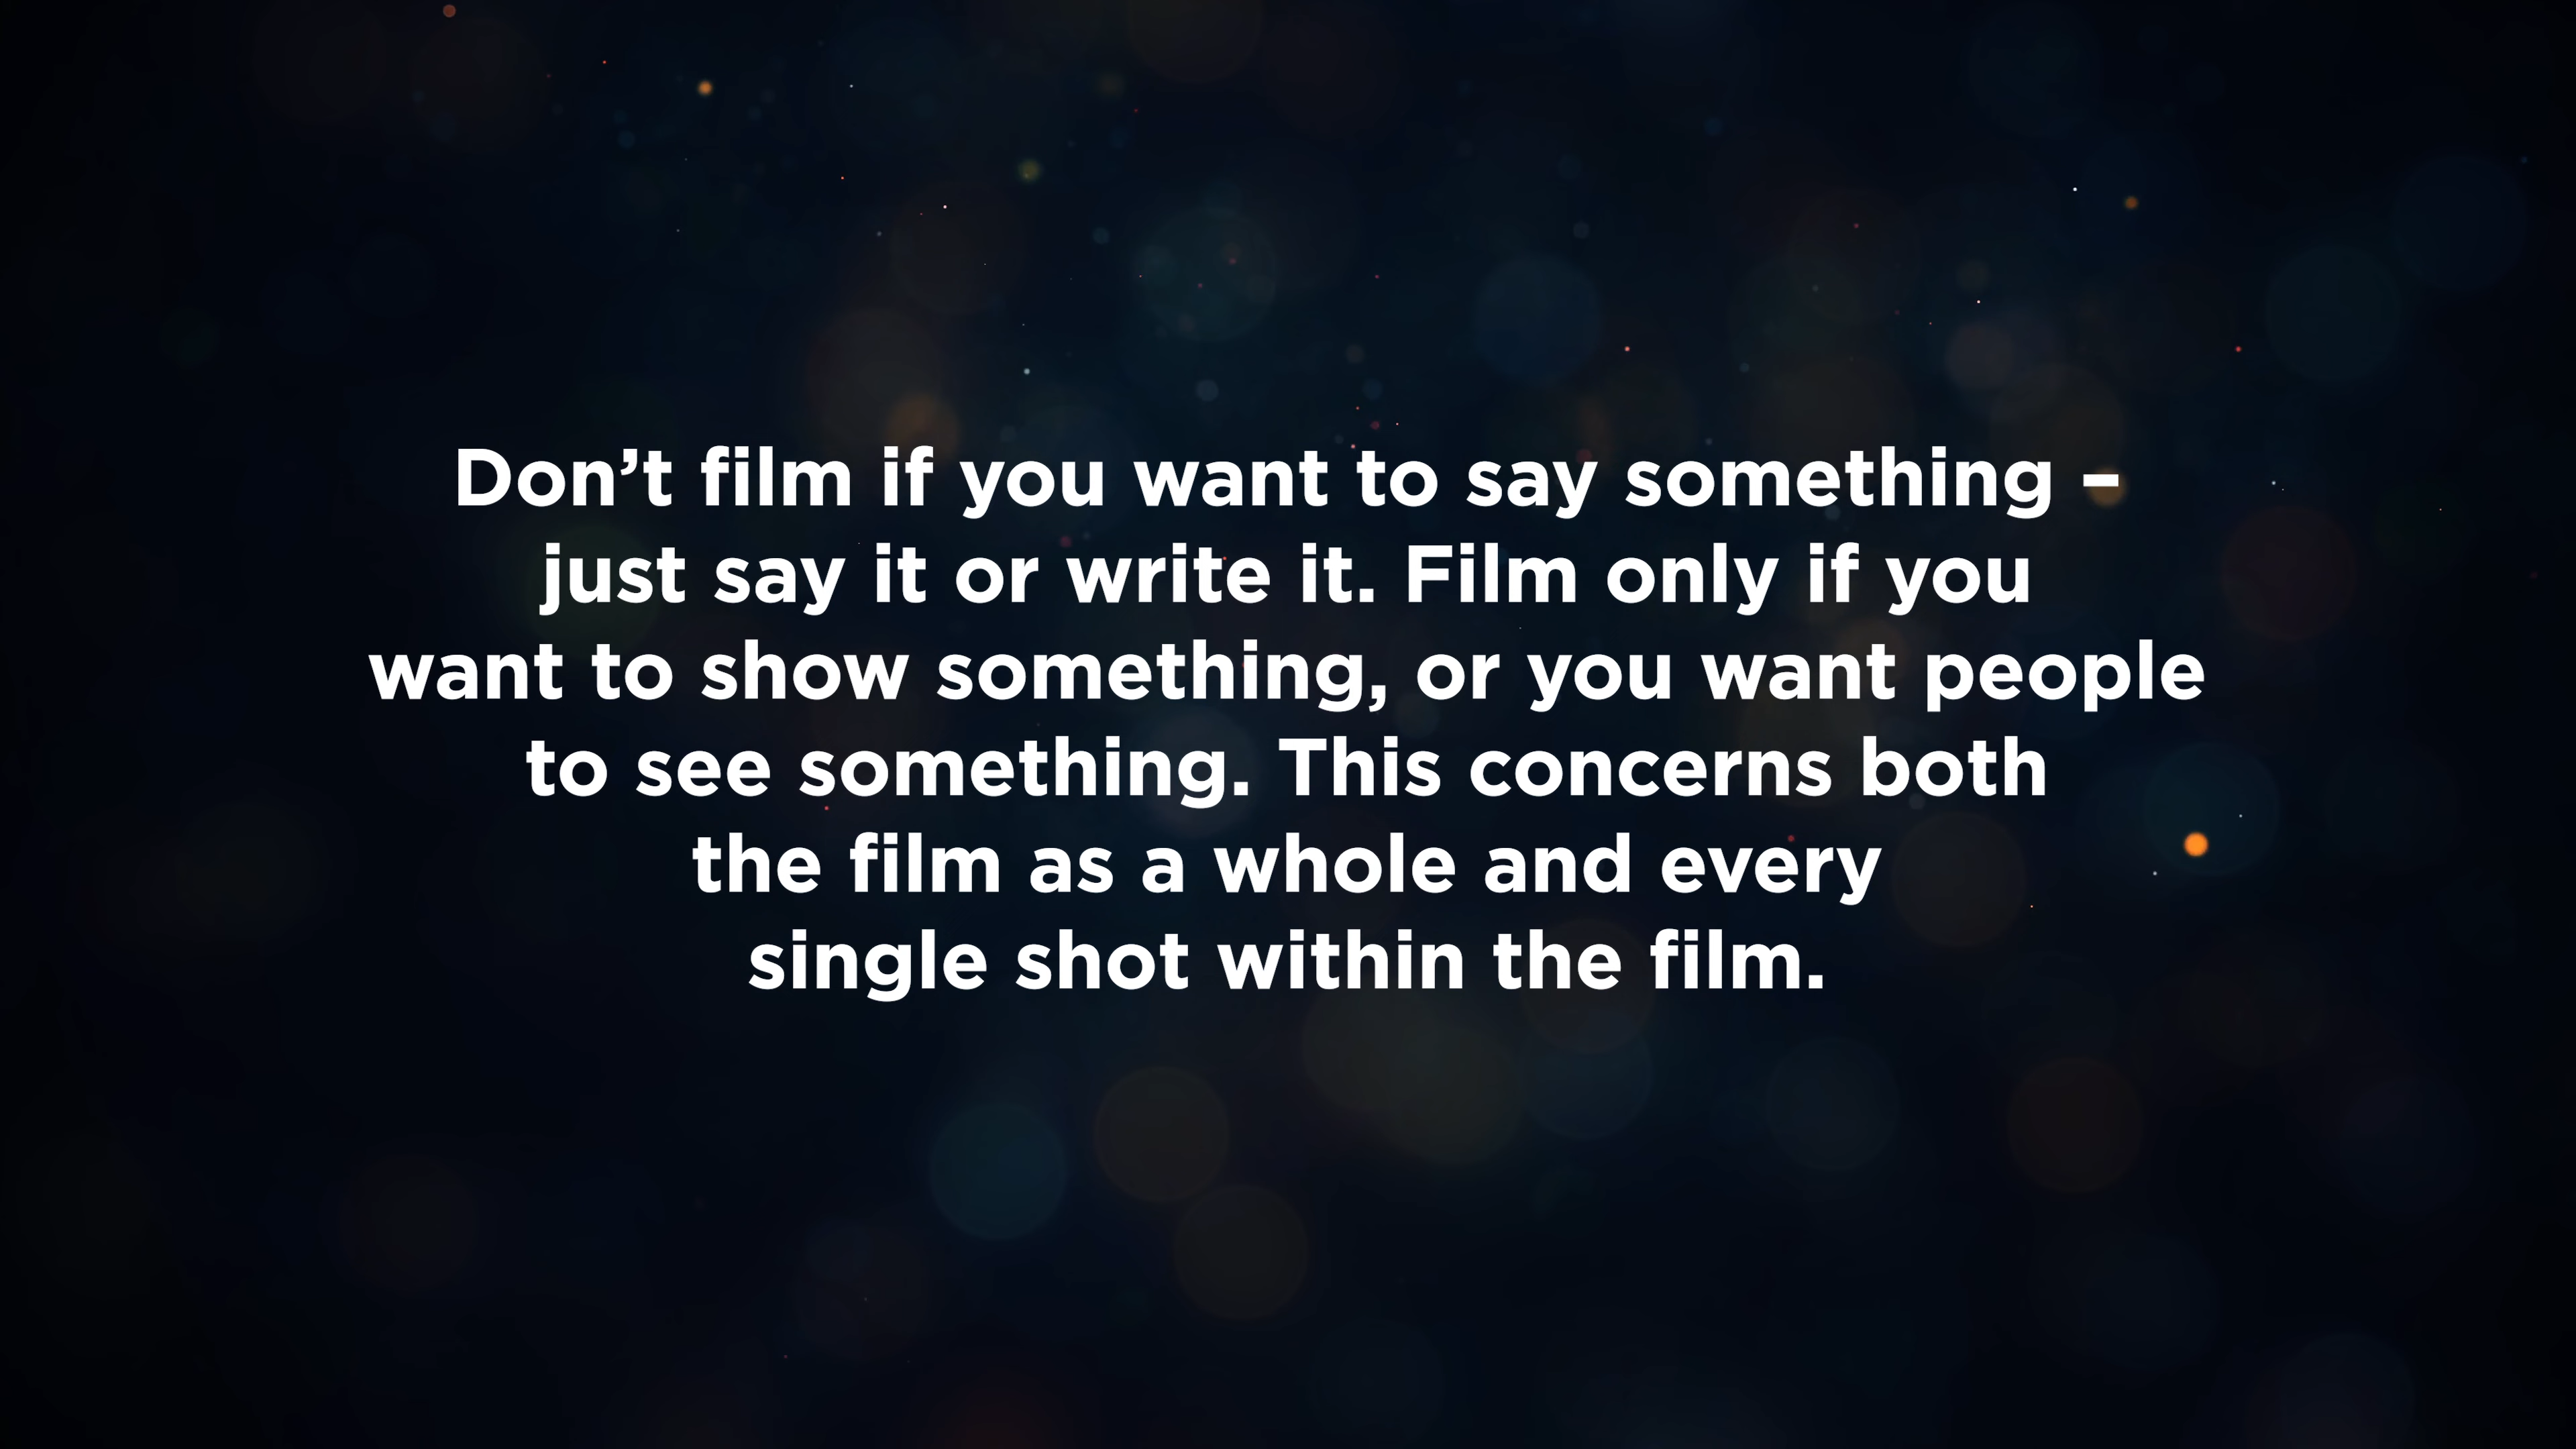 Don’t film if you want to say something –
just say it or write it. Film only if you
want to show something, or you want people
to see something. This concerns both
the film as a whole and every
single shot within the film.